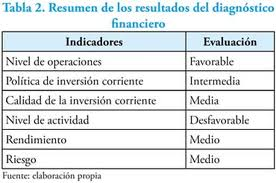 Tabla 2. Resumen de los resultados del diagnóstico
financiero
Indicadores Evaluación
Nivel de operaciones Favorable
Política de inversión corriente Intermedia
Calidad de la inversión corriente Media
Nivel de actividad Desfavorable
Rendimiento Medio
Riesgo Medio
Fuente: elaboración propia